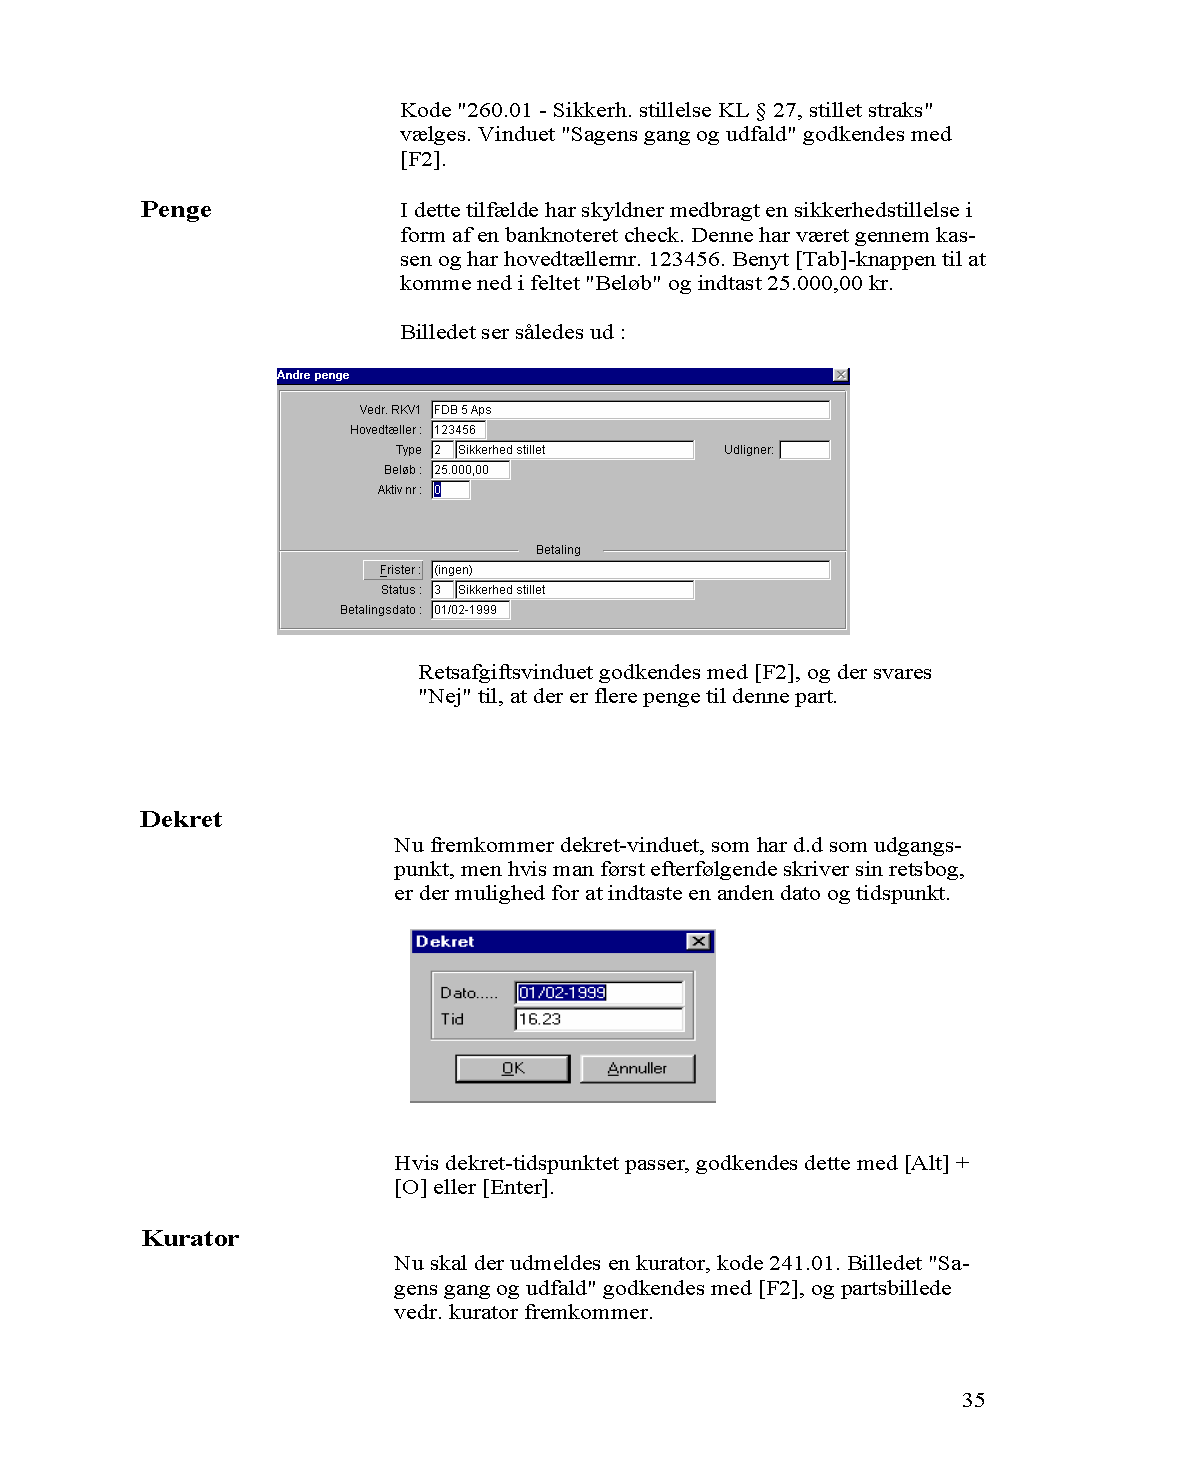 Kode "260.01 - Sikkerh. stillelse KL § 27, stillet straks"
vælges. Vinduet "Sagens gang og udfald" godkendes med
[F2].
Penge
I dette tilfælde har skyldner medbragt en sikkerhedstillelse i
form af en banknoteret check. Denne har været gennem kas-
sen og har hovedtællernr. 123456. Benyt [Tab]-knappen til at
komme ned i feltet "Beløb" og indtast 25.000,00 kr.
Billedet ser således ud :
Andre penge
Vedr. RKV1 FDB 5 Aps
Hovedtæller : 123456
Type 2 Sikkerhed stillet Udligner:
Beløb : 25.000,00
Aktiv nr : 0
Betaling
Frister : (ingen)
Status : 3 Sikkerhed stillet
Betalingsdato : 01/02-1999
Retsafgiftsvinduet godkendes med [F2], og der svares
"Nej" til, at der er flere penge til denne part.
Dekret
Nu fremkommer dekret-vinduet, som har d.d som udgangs-
punkt, men hvis man først efterfølgende skriver sin retsbog,
er der mulighed for at indtaste en anden dato og tidspunkt.
Dekret
Dato..... 01/02-1999
Tid 16.23
OK Annuller
Hvis dekret-tidspunktet passer, godkendes dette med [Alt] +
[O] eller [Enter].
Kurator
Nu skal der udmeldes en kurator, kode 241.01. Billedet "Sa-
gens gang og udfald" godkendes med [F2], og partsbillede
vedr. kurator fremkommer.
35